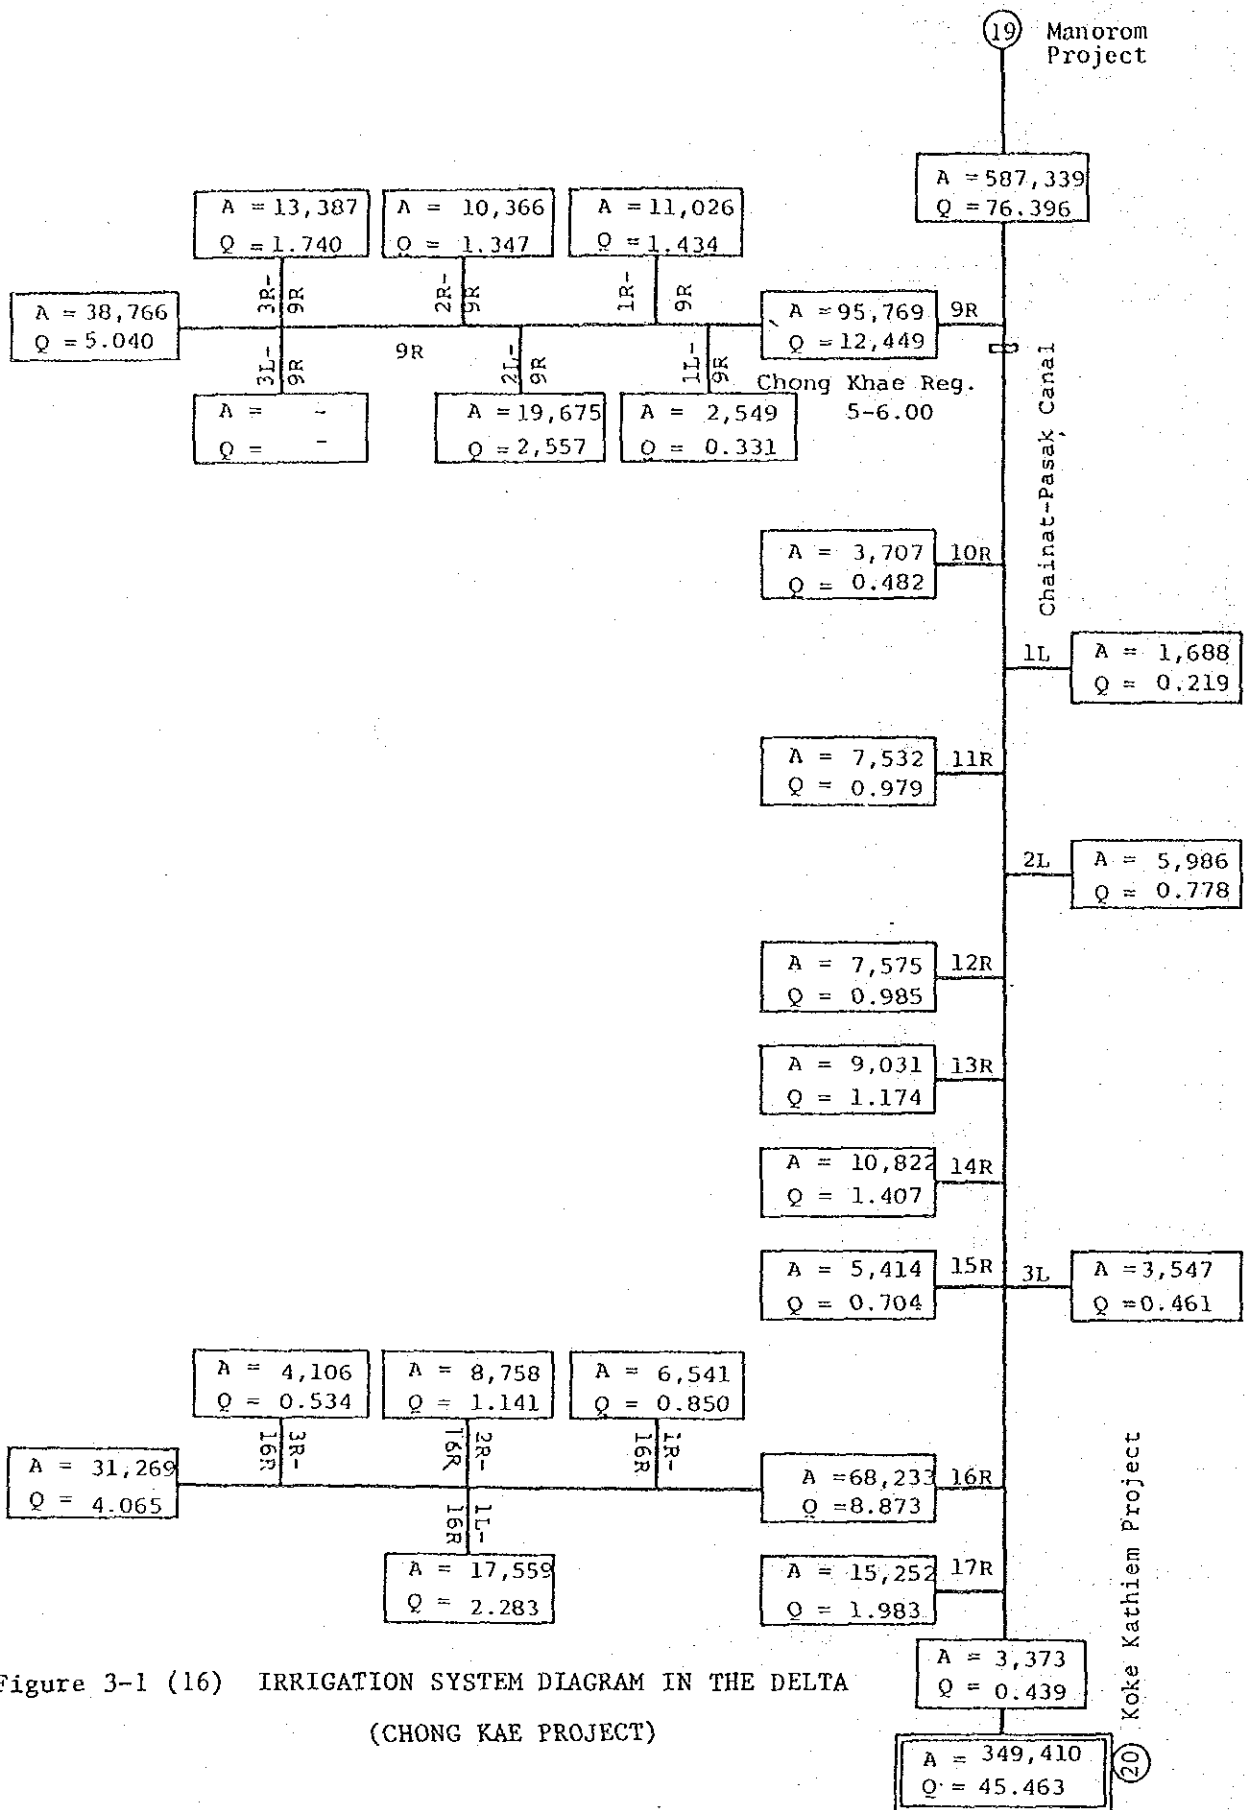 19 Manorom
Project
A = 587,339
Q = 76.396
A = 13,387
Q = 1.740
A = 10,366
Q = 1.347
A = 11,026
Q = 1.434
3R-
9R
2R-
9R
1R-
9R
A = 38,766
Q = 5.040
A = 95,769
Q = 12,449
9R
9R
3L-
9R
2L-
9R
1L-
9R
Chong Khae Reg.
5-6.00
A = -
Q = -
A = 19,675
Q = 2,557
A = 2,549
Q = 0.331
Chainat-Pasak Canal
A = 3,707
Q = 0.482
10R
1L
A = 1,688
Q = 0.219
A = 7,532
Q = 0.979
11R
2L
A = 5,986
Q = 0.778
A = 7,575
Q = 0.985
12R
A = 9,031
Q = 1.174
13R
A = 10,822
Q = 1.407
14R
A = 5,414
Q = 0.704
15R
3L
A = 3,547
Q = 0.461
A = 4,106
Q = 0.534
A = 8,758
Q = 1.141
A = 6,541
Q = 0.850
3R-
16R
2R-
16R
1R-
16R
A = 31,269
Q = 4.065
A = 68,233
Q = 8.873
16R
1L-
16R
A = 17,559
Q = 2.283
A = 15,252
Q = 1.983
17R
A = 3,373
Q = 0.439
20 Koke Kathiem Project
A = 349,410
Q = 45.463
Figure 3-1 (16) IRRIGATION SYSTEM DIAGRAM IN THE DELTA
(CHONG KAE PROJECT)